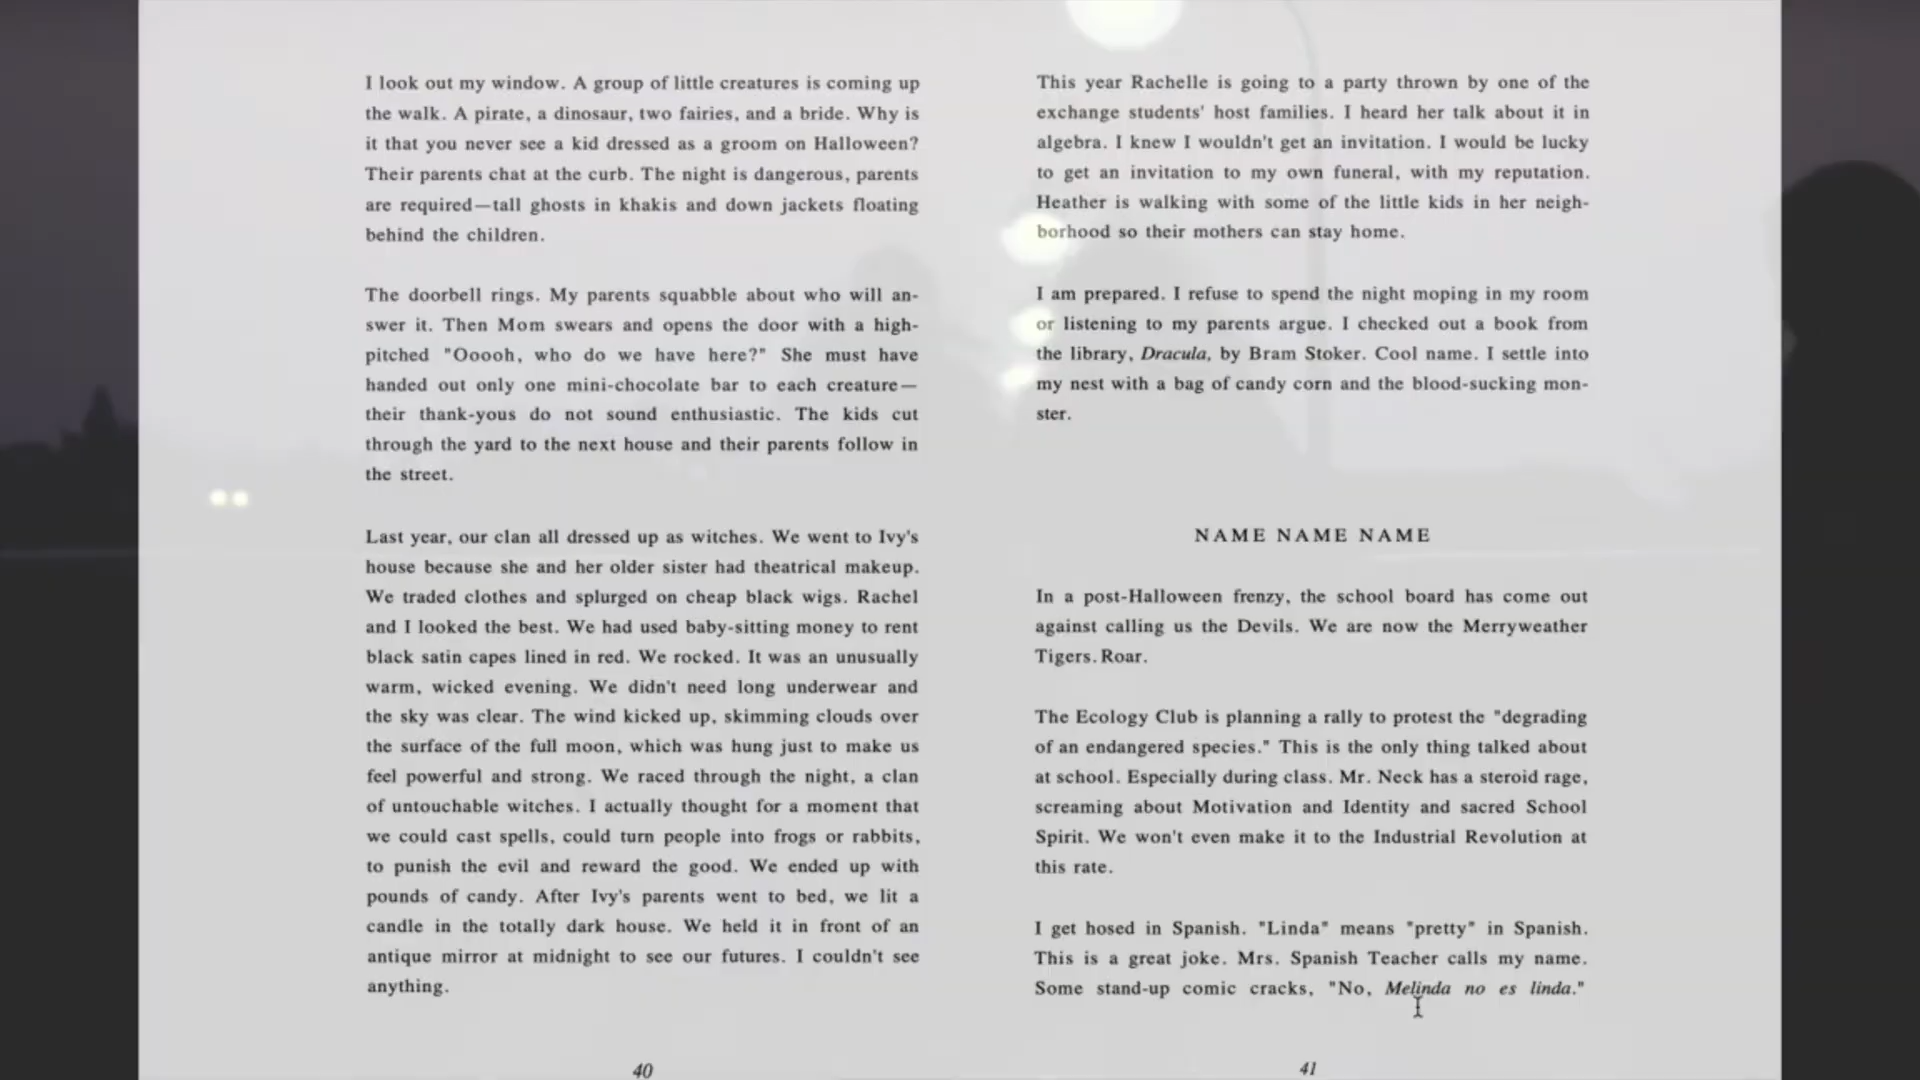 I look out my window. A group of little creatures is coming up
the walk. A pirate, a dinosaur, two fairies, and a bride. Why is
it that you never see a kid dressed as a groom on Halloween?
Their parents chat at the curb. The night is dangerous, parents
are required—tall ghosts in khakis and down jackets floating
behind the children.
The doorbell rings. My parents squabble about who will an-
swer it. Then Mom swears and opens the door with a high-
pitched "Ooooh, who do we have here?" She must have
handed out only one mini-chocolate bar to each creature—
their thank-yous do not sound enthusiastic. The kids cut
through the yard to the next house and their parents follow in
the street.
Last year, our clan all dressed up as witches. We went to Ivy's
house because she and her older sister had theatrical makeup.
We traded clothes and splurged on cheap black wigs. Rachel
and I looked the best. We had used baby-sitting money to rent
black satin capes lined in red. We rocked. It was an unusually
warm, wicked evening. We didn't need long underwear and
the sky was clear. The wind kicked up, skimming clouds over
the surface of the full moon, which was hung just to make us
feel powerful and strong. We raced through the night, a clan
of untouchable witches. I actually thought for a moment that
we could cast spells, could turn people into frogs or rabbits,
to punish the evil and reward the good. We ended up with
pounds of candy. After Ivy's parents went to bed, we lit a
candle in the totally dark house. We held it in front of an
antique mirror at midnight to see our futures. I couldn't see
anything.
40
This year Rachelle is going to a party thrown by one of the
exchange students' host families. I heard her talk about it in
algebra. I knew I wouldn't get an invitation. I would be lucky
to get an invitation to my own funeral, with my reputation.
Heather is walking with some of the little kids in her neigh-
borhood so their mothers can stay home.
I am prepared. I refuse to spend the night moping in my room
or listening to my parents argue. I checked out a book from
the library, Dracula, by Bram Stoker. Cool name. I settle into
my nest with a bag of candy corn and the blood-sucking mon-
ster.
NAME NAME NAME
In a post-Halloween frenzy, the school board has come out
against calling us the Devils. We are now the Merryweather
Tigers. Roar.
The Ecology Club is planning a rally to protest the "degrading
of an endangered species." This is the only thing talked about
at school. Especially during class. Mr. Neck has a steroid rage,
screaming about Motivation and Identity and sacred School
Spirit. We won't even make it to the Industrial Revolution at
this rate.
I get hosed in Spanish. "Linda" means "pretty" in Spanish.
This is a great joke. Mrs. Spanish Teacher calls my name.
Some stand-up comic cracks, "No, Melinda no es linda."
41